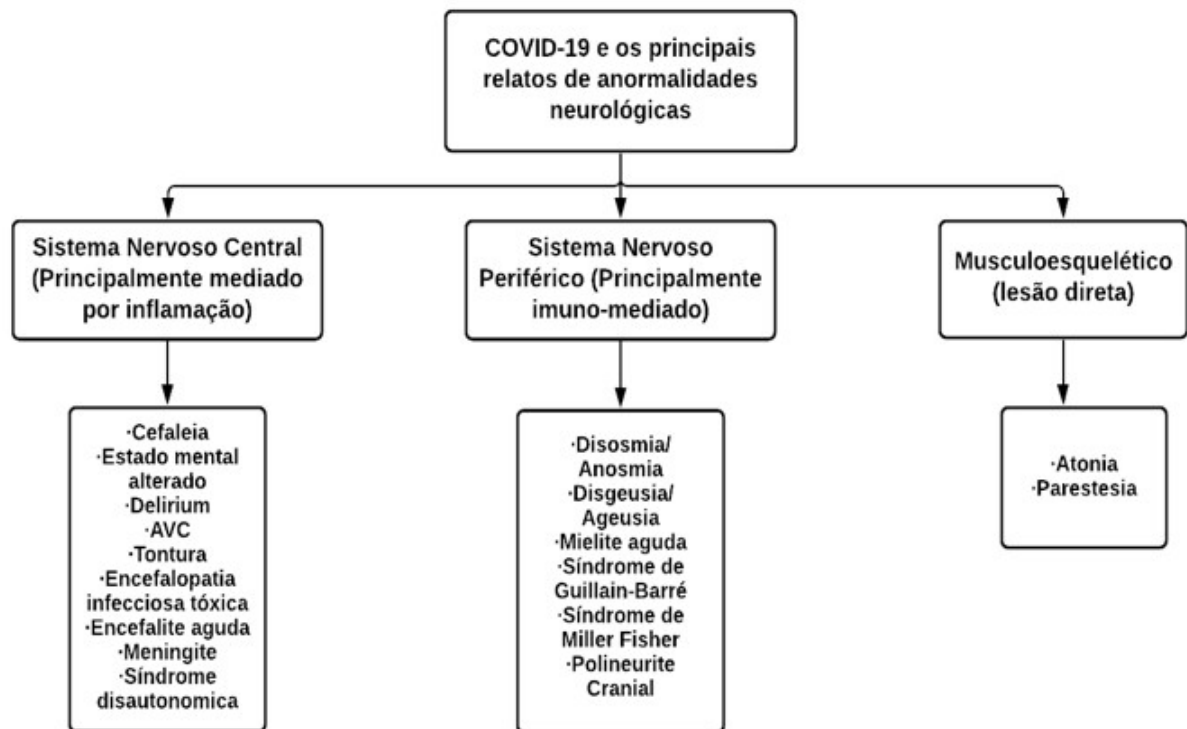 COVID-19 e os principais
relatos de anormalidades
neurológicas
Sistema Nervoso Central
(Principalmente mediado
por inflamação)
Sistema Nervoso
Periférico (Principalmente
imuno-mediado)
Musculoesquelético
(lesão direta)
·Cefaleia
·Estado mental
alterado
·Delirium
·AVC
·Tontura
·Encefalopatia
infecciosa tóxica
·Encefalite aguda
·Meningite
·Síndrome
disautonomica
·Disosmia/
Anosmia
·Disgeusia/
Ageusia
·Mielite aguda
·Síndrome de
Guillain-Barré
·Síndrome de
Miller Fisher
·Polineurite
Cranial
·Atonia
·Parestesia